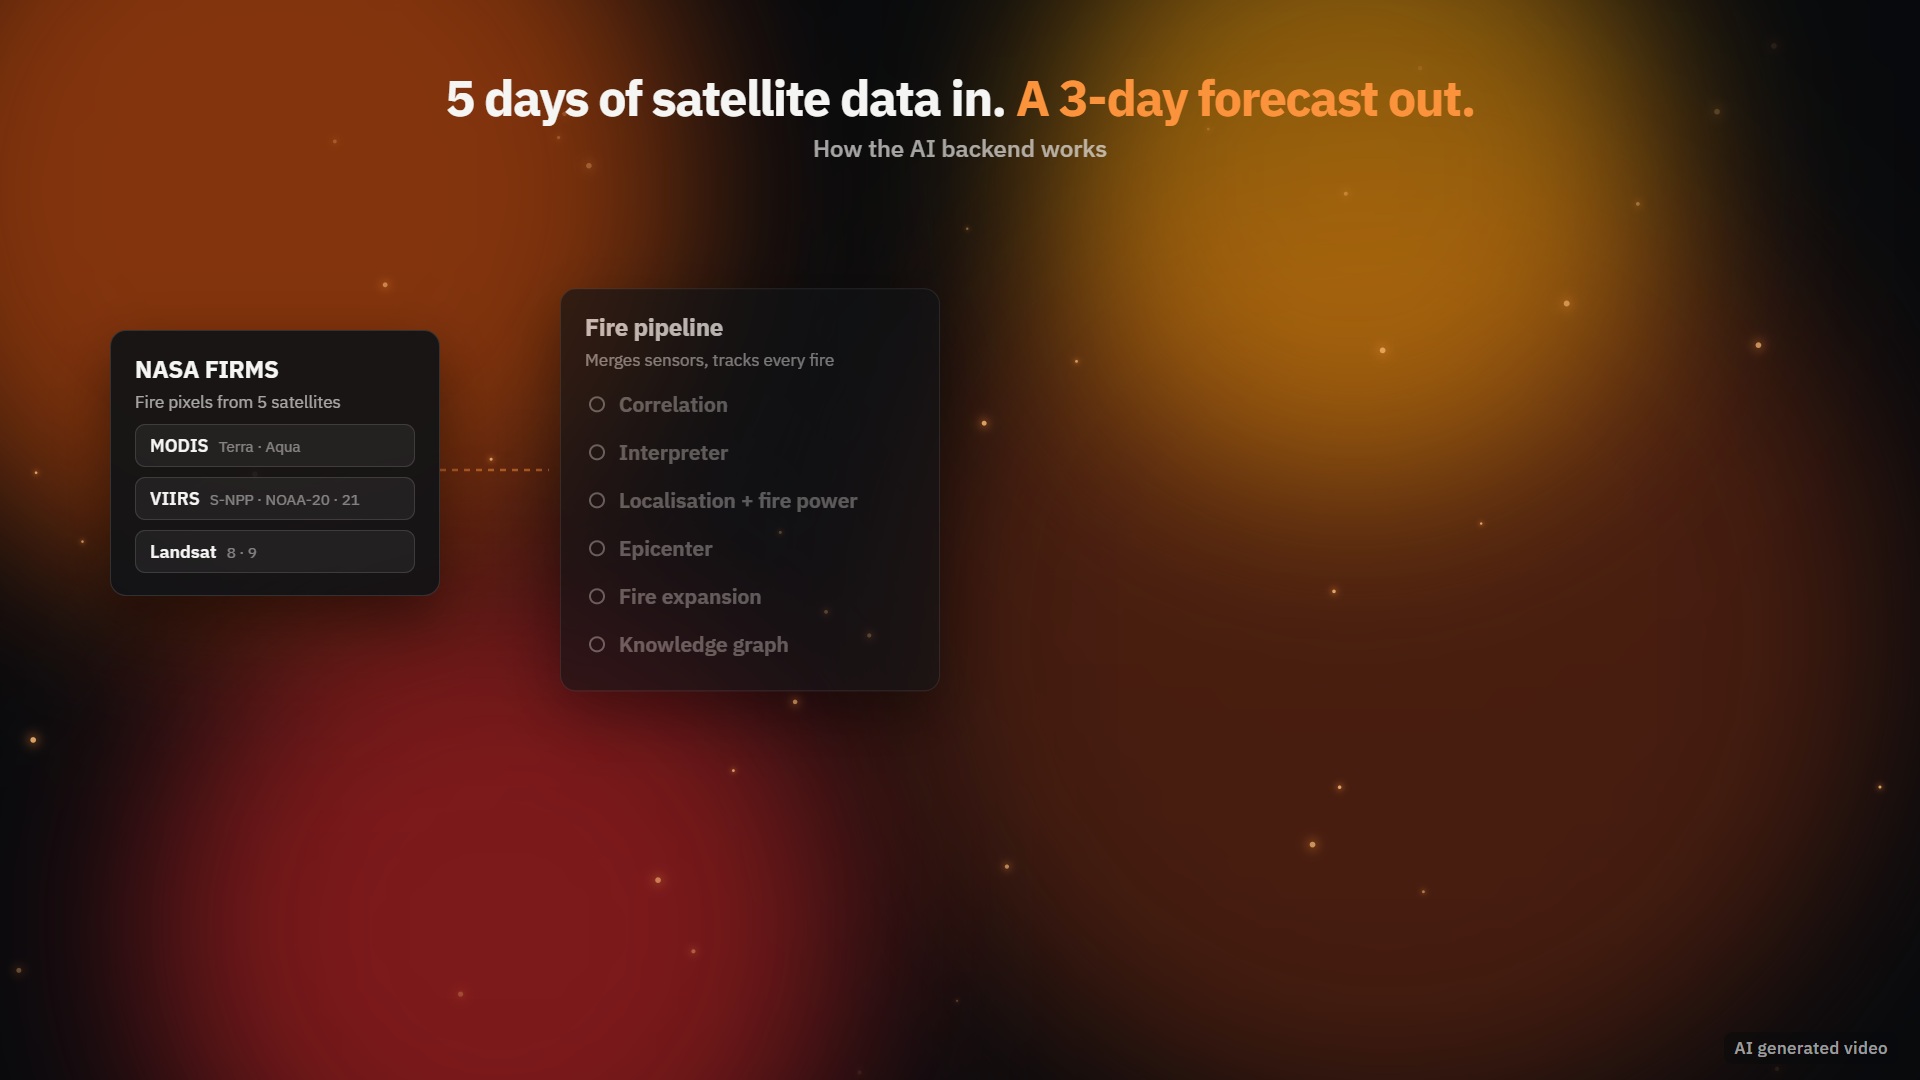 5 days of satellite data in. A 3-day forecast out.
How the AI backend works
NASA FIRMS
Fire pixels from 5 satellites
MODIS Terra · Aqua
VIIRS S-NPP · NOAA-20 · 21
Landsat 8 · 9
Fire pipeline
Merges sensors, tracks every fire
Correlation
Interpreter
Localisation + fire power
Epicenter
Fire expansion
Knowledge graph
AI generated video